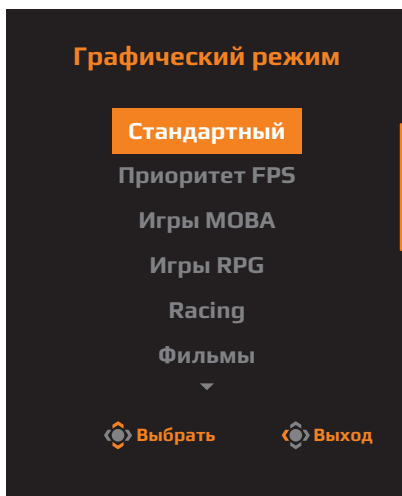 Графический режим
Стандартный
Приоритет FPS
Игры MOBA
Игры RPG
Racing
Фильмы
Выбрать Выход